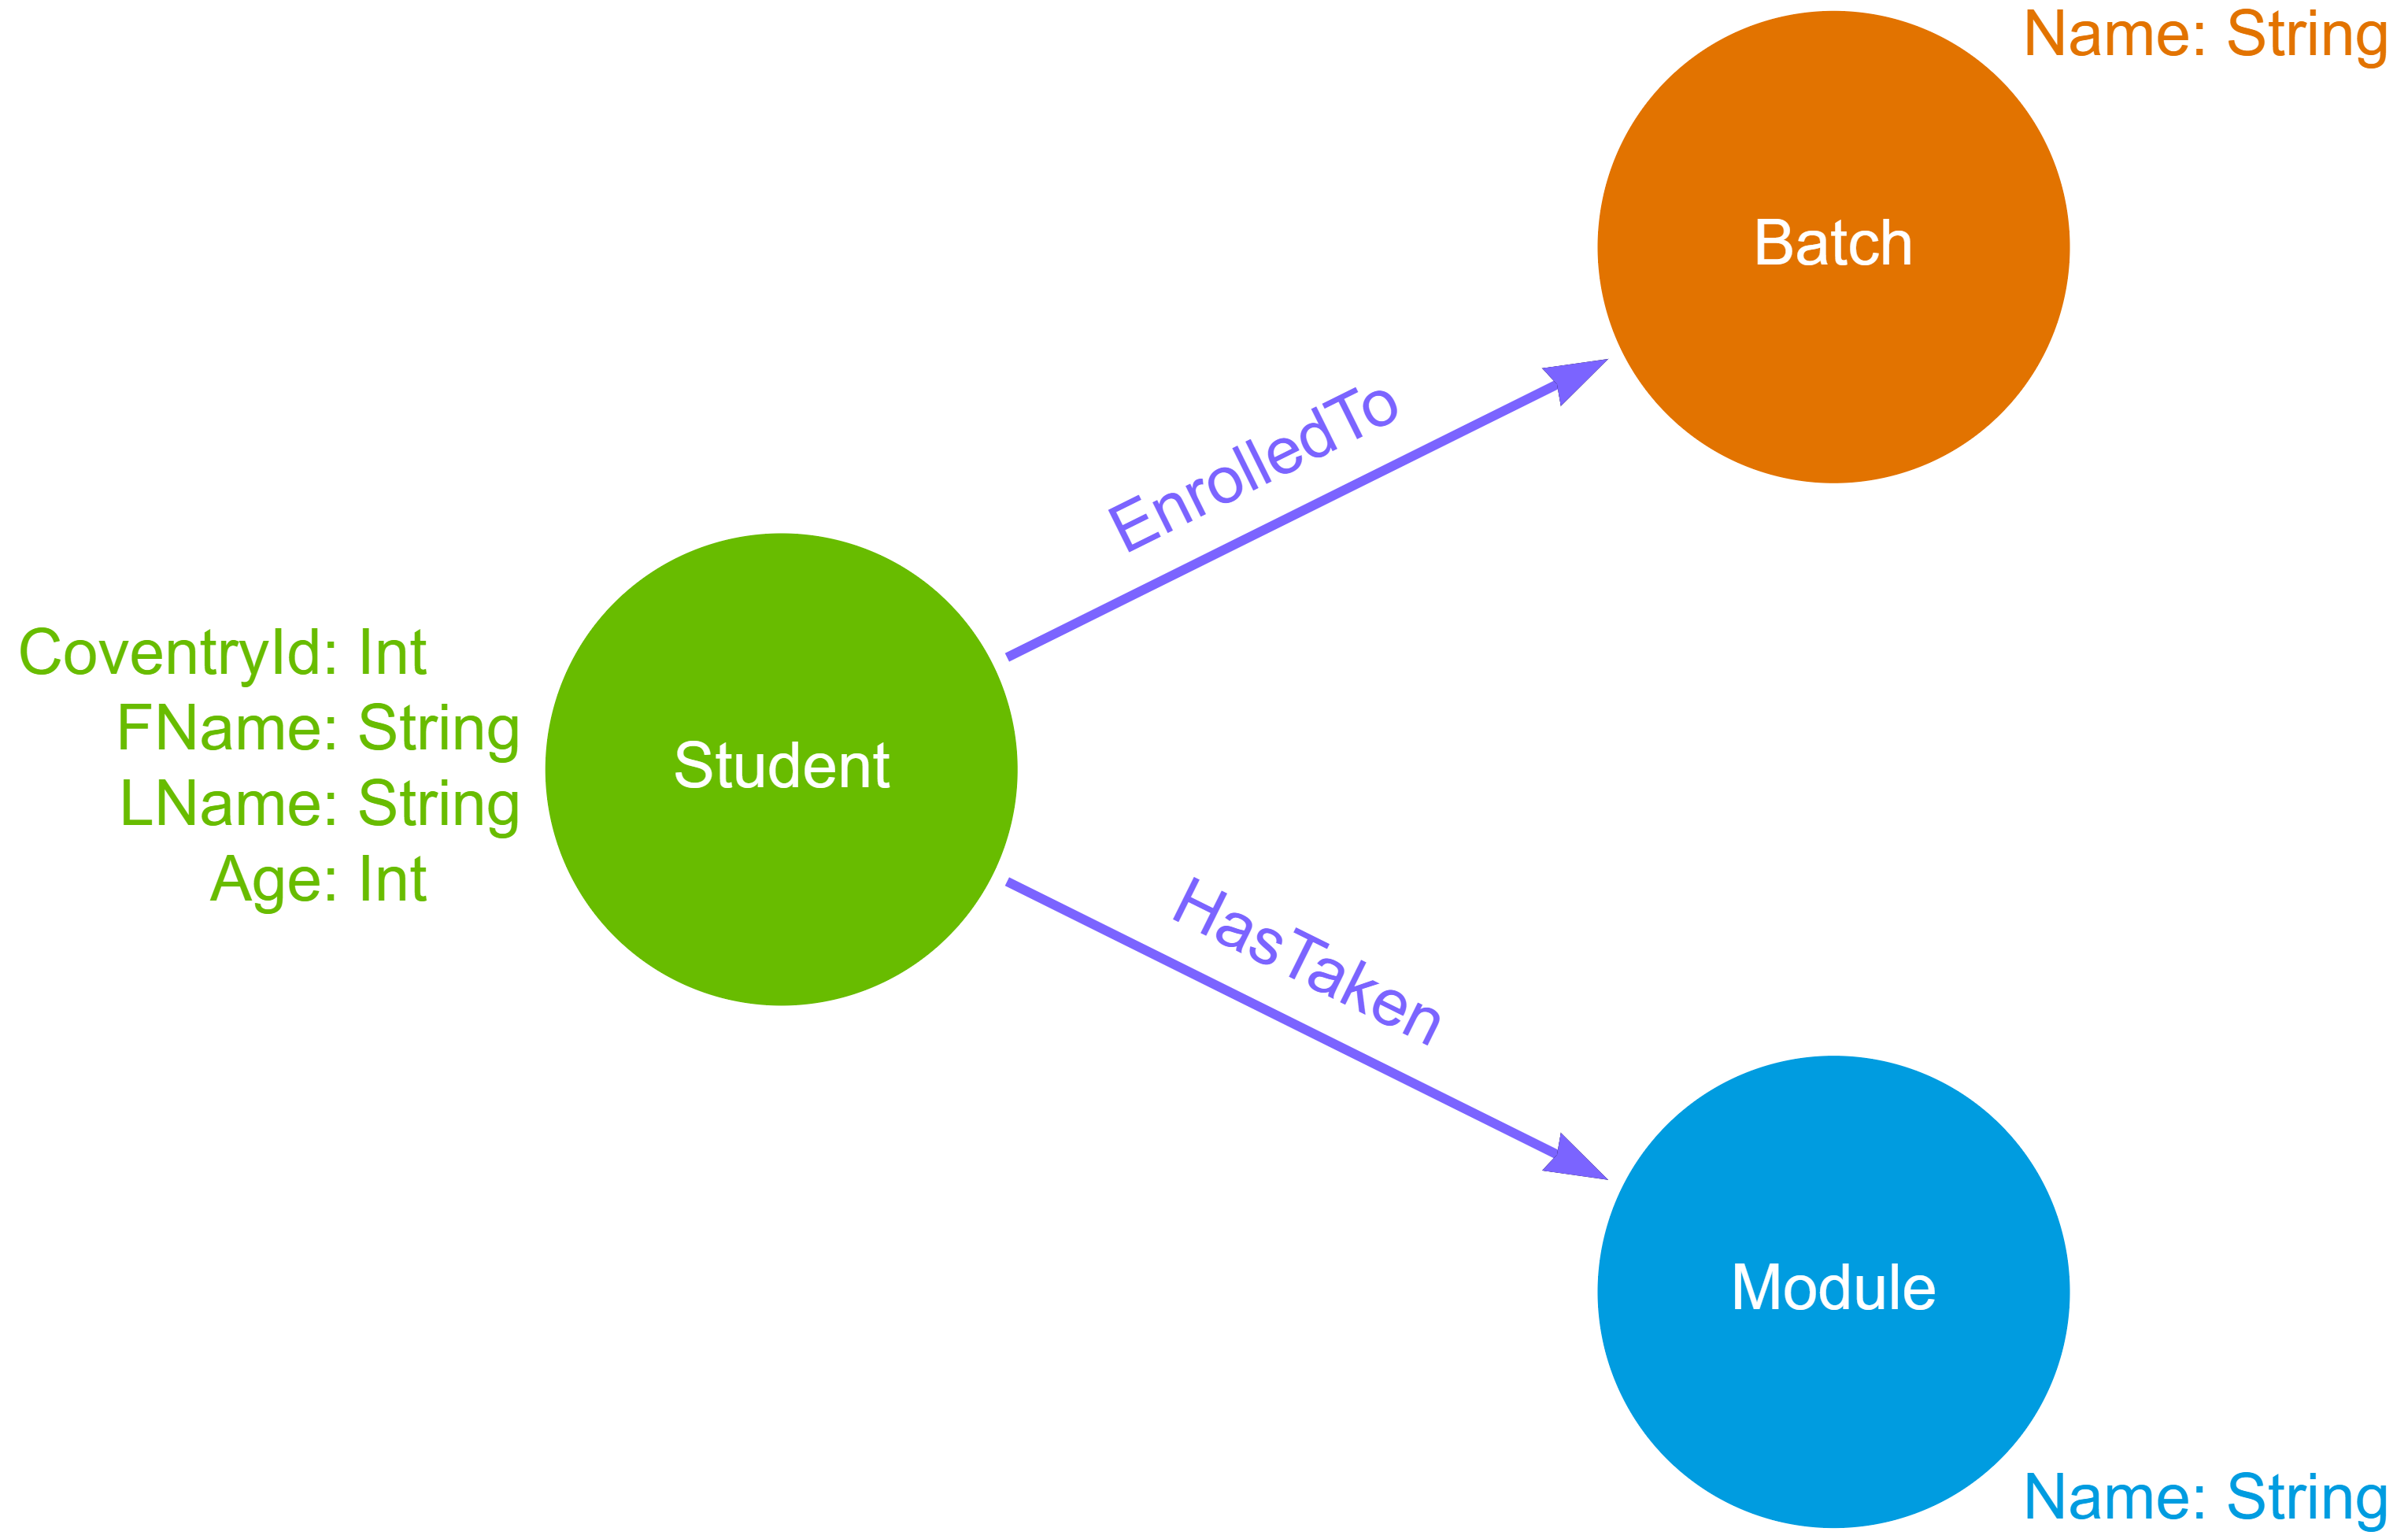 Name: String
Batch
EnrolledTo
CoventryId: Int
FName: String
LName: String
Age: Int
Student
HasTaken
Module
Name: String